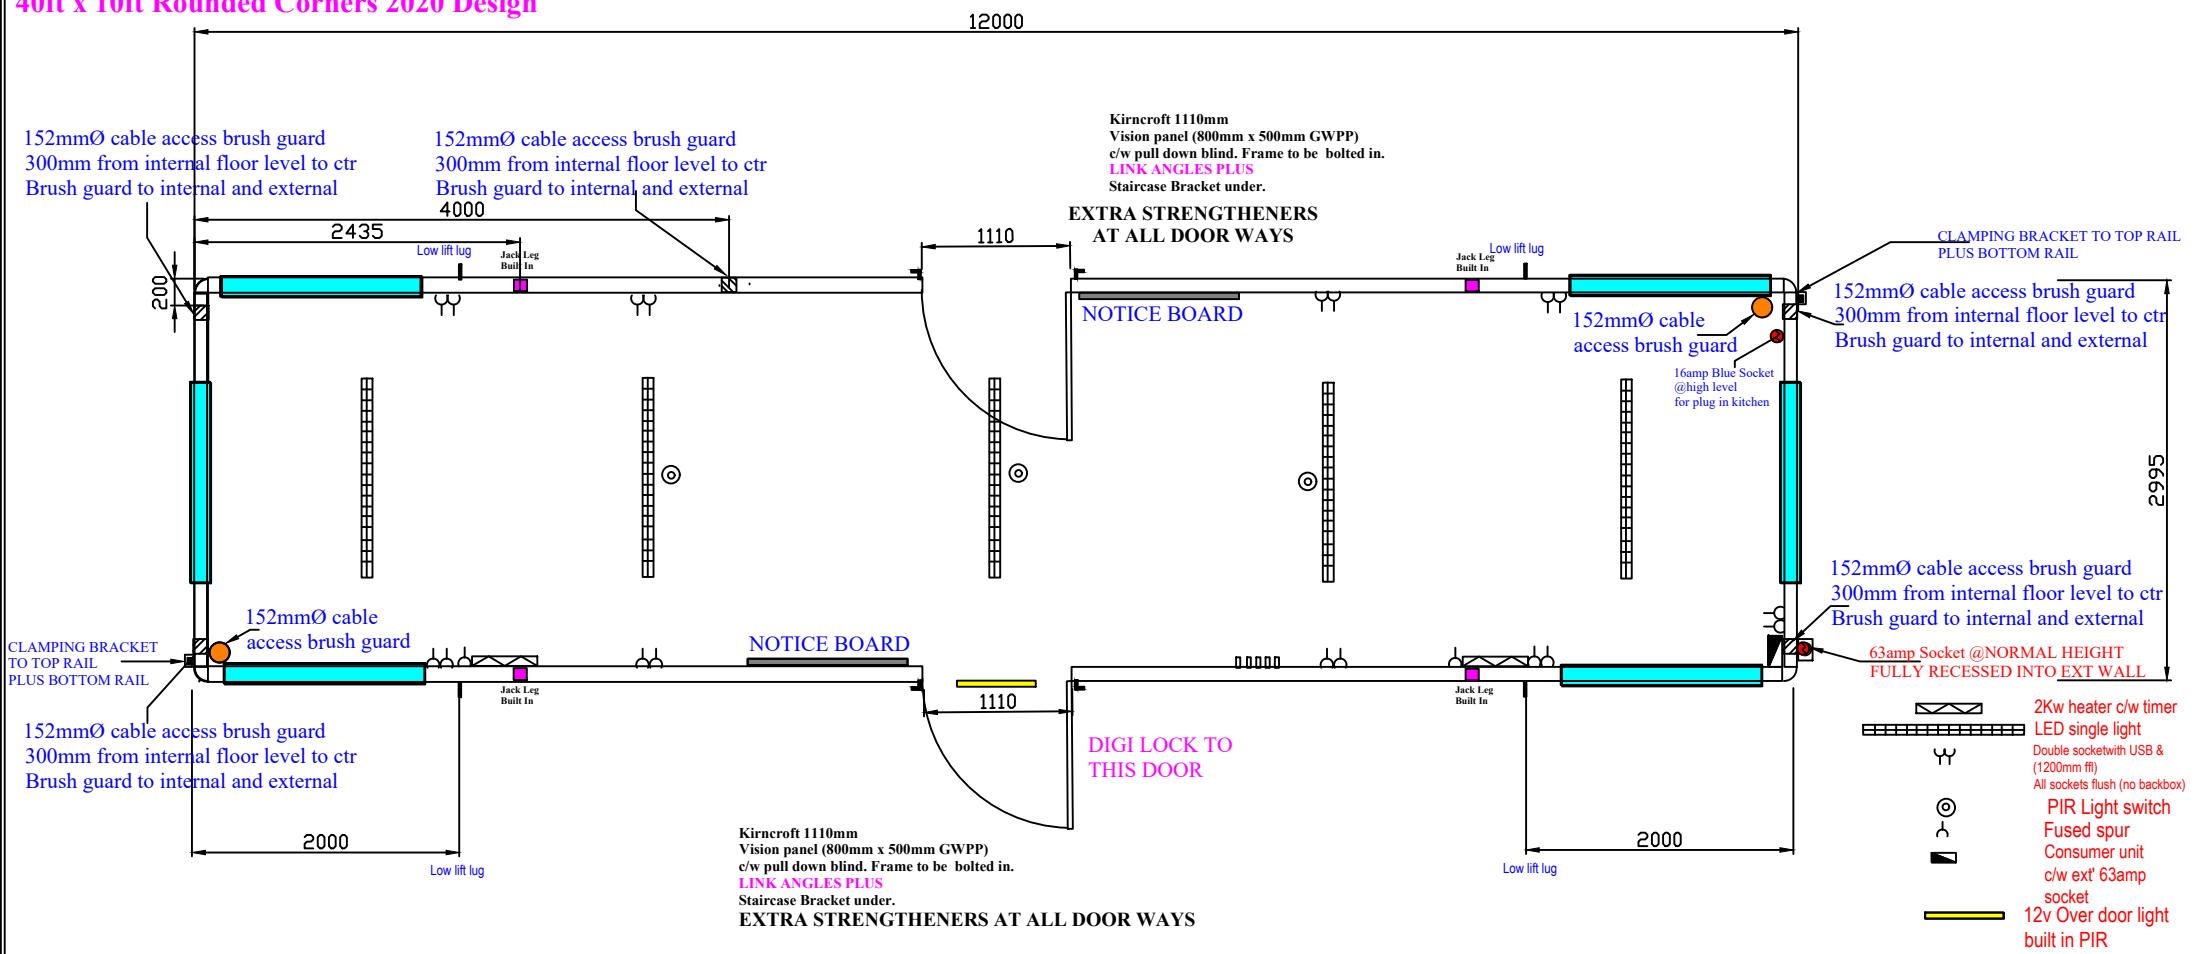 40ft x 10ft Rounded Corners 2020 Design
12000
152mmØ cable access brush guard
300mm from internal floor level to ctr
Brush guard to internal and external
152mmØ cable access brush guard
300mm from internal floor level to ctr
Brush guard to internal and external
4000
2435
200
Low lift lug
Jack Leg
Built In
Kirncroft 1110mm
Vision panel (800mm x 500mm GWPP)
c/w pull down blind. Frame to be bolted in.
LINK ANGLES PLUS
Staircase Bracket under.
EXTRA STRENGTHENERS
AT ALL DOOR WAYS
1110
Jack Leg
Built In
Low lift lug
CLAMPING BRACKET TO TOP RAIL
PLUS BOTTOM RAIL
152mmØ cable access brush guard
300mm from internal floor level to ctr
Brush guard to internal and external
NOTICE BOARD
152mmØ cable
access brush guard
16amp Blue Socket
@high level
for plug in kitchen
2995
152mmØ cable access brush guard
300mm from internal floor level to ctr
Brush guard to internal and external
152mmØ cable
access brush guard
NOTICE BOARD
CLAMPING BRACKET
TO TOP RAIL
PLUS BOTTOM RAIL
63amp Socket @NORMAL HEIGHT
FULLY RECESSED INTO EXT WALL
Jack Leg
Built In
1110
Jack Leg
Built In
152mmØ cable access brush guard
300mm from internal floor level to ctr
Brush guard to internal and external
DIGI LOCK TO
THIS DOOR
2000
Low lift lug
2000
Low lift lug
Kirncroft 1110mm
Vision panel (800mm x 500mm GWPP)
c/w pull down blind. Frame to be bolted in.
LINK ANGLES PLUS
Staircase Bracket under.
EXTRA STRENGTHENERS AT ALL DOOR WAYS
2Kw heater c/w timer
LED single light
Double socketwith USB &
(1200mm ffl)
All sockets flush (no backbox)
PIR Light switch
Fused spur
Consumer unit
c/w ext' 63amp
socket
12v Over door light
built in PIR